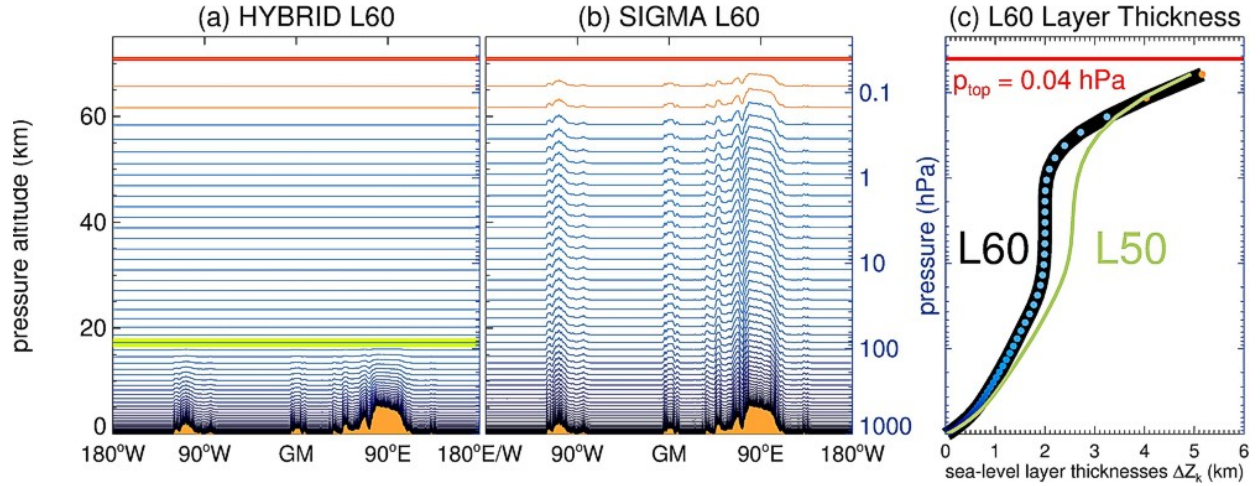 (a) HYBRID L60
(b) SIGMA L60
(c) L60 Layer Thickness
pressure altitude (km)
60
40
20
0
180°W 90°W GM 90°E 180°E/W 90°W GM 90°E 180°W
0.1
1
10
100
1000
pressure (hPa)
p_top = 0.04 hPa
L60
L50
0 1 2 3 4 5 6
sea-level layer thicknesses ΔZ_k (km)